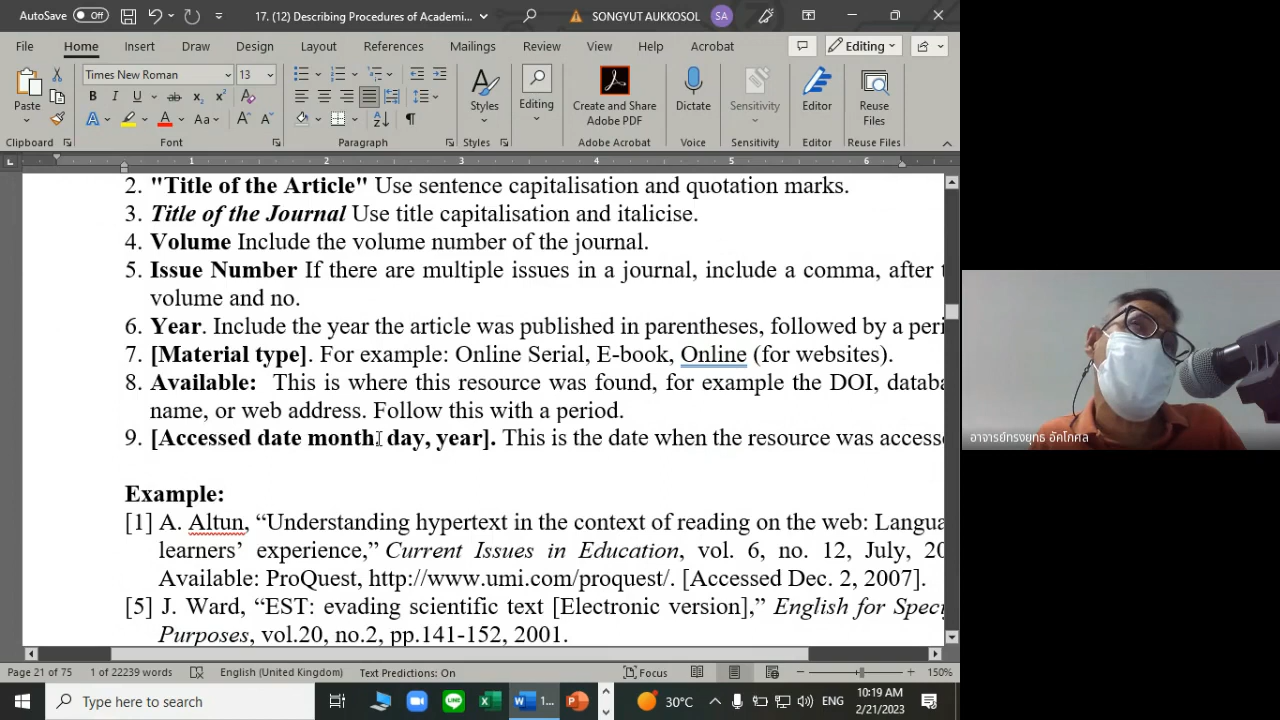 AutoSave Off 17. (12) Describing Procedures of Academi... SONGYUT AUKKOSOL SA
File Home Insert Draw Design Layout References Mailings Review View Help Acrobat Editing
Times New Roman 13
Paste Styles Editing Create and Share Adobe PDF Dictate Sensitivity Editor Reuse Files
Clipboard Font Paragraph Styles Adobe Acrobat Voice Sensitivity Editor Reuse Files
1 2 3 4 5 6
2. "Title of the Article" Use sentence capitalisation and quotation marks.
3. Title of the Journal Use title capitalisation and italicise.
4. Volume Include the volume number of the journal.
5. Issue Number If there are multiple issues in a journal, include a comma, after t
volume and no.
6. Year. Include the year the article was published in parentheses, followed by a peri
7. [Material type]. For example: Online Serial, E-book, Online (for websites).
8. Available: This is where this resource was found, for example the DOI, databa
name, or web address. Follow this with a period.
9. [Accessed date month day, year]. This is the date when the resource was accesse
Example:
[1] A. Altun, “Understanding hypertext in the context of reading on the web: Langua
learners’ experience,” Current Issues in Education, vol. 6, no. 12, July, 20
Available: ProQuest, http://www.umi.com/proquest/. [Accessed Dec. 2, 2007].
[5] J. Ward, “EST: evading scientific text [Electronic version],” English for Speci
Purposes, vol.20, no.2, pp.141-152, 2001.
อาจารย์ทรงยุทธ อัคโกศล
Page 21 of 75 1 of 22239 words English (United Kingdom) Text Predictions: On Focus 150%
Type here to search 1... 30°C ENG 10:19 AM
2/21/2023